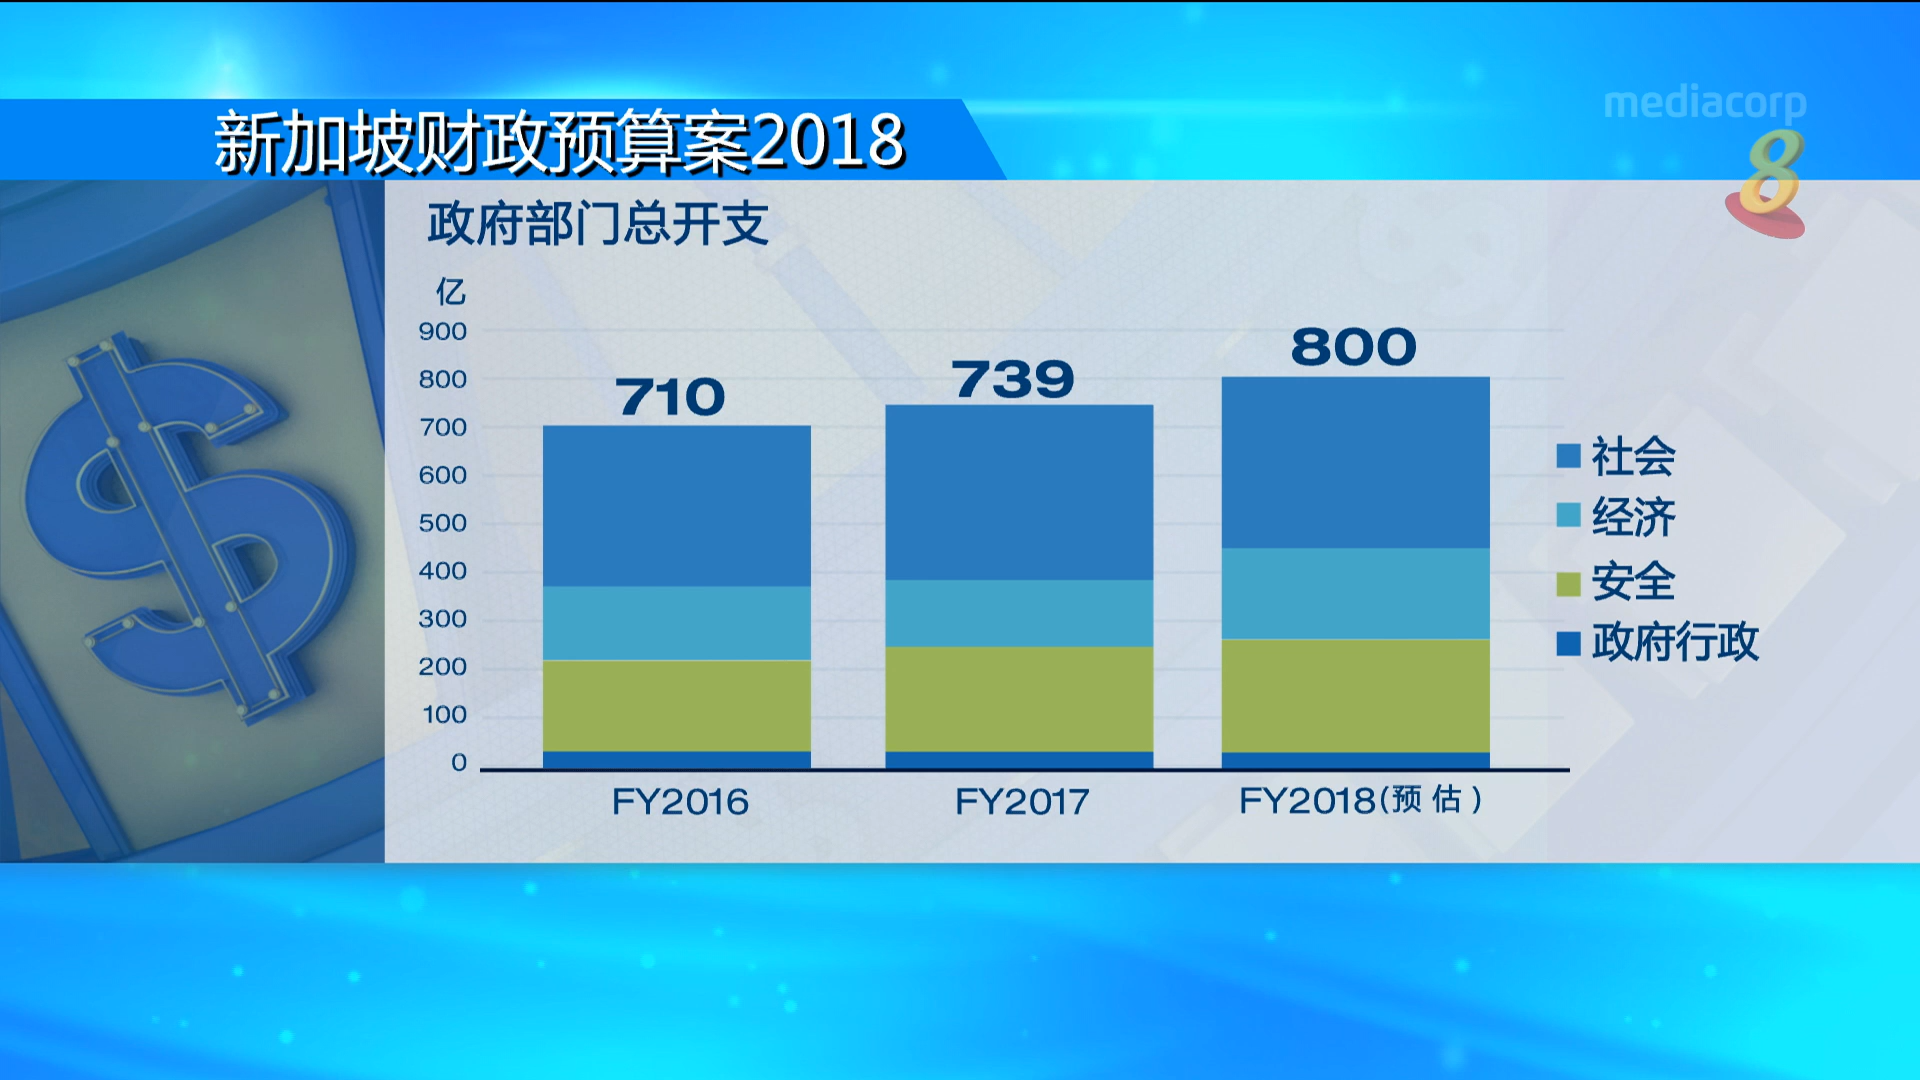 mediacorp
8
新加坡财政预算案2018
政府部门总开支
亿
900
800
700
600
500
400
300
200
100
0
710
739
800
FY2016
FY2017
FY2018(预估)
社会
经济
安全
政府行政